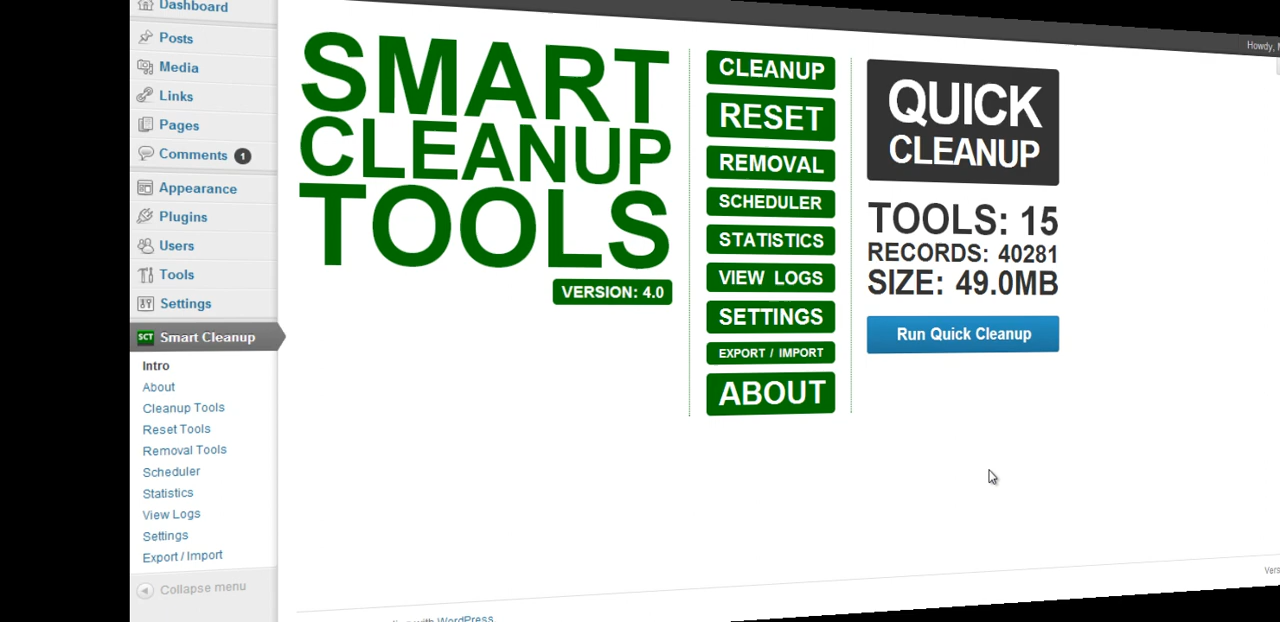 Dashboard
Posts
Media
Links
Pages
Comments 1
Appearance
Plugins
Users
Tools
Settings
SCT Smart Cleanup
Intro
About
Cleanup Tools
Reset Tools
Removal Tools
Scheduler
Statistics
View Logs
Settings
Export / Import
Collapse menu
Howdy,
SMART
CLEANUP
TOOLS
VERSION: 4.0
CLEANUP
RESET
REMOVAL
SCHEDULER
STATISTICS
VIEW LOGS
SETTINGS
EXPORT / IMPORT
ABOUT
QUICK
CLEANUP
TOOLS: 15
RECORDS: 40281
SIZE: 49.0MB
Run Quick Cleanup
with WordPress